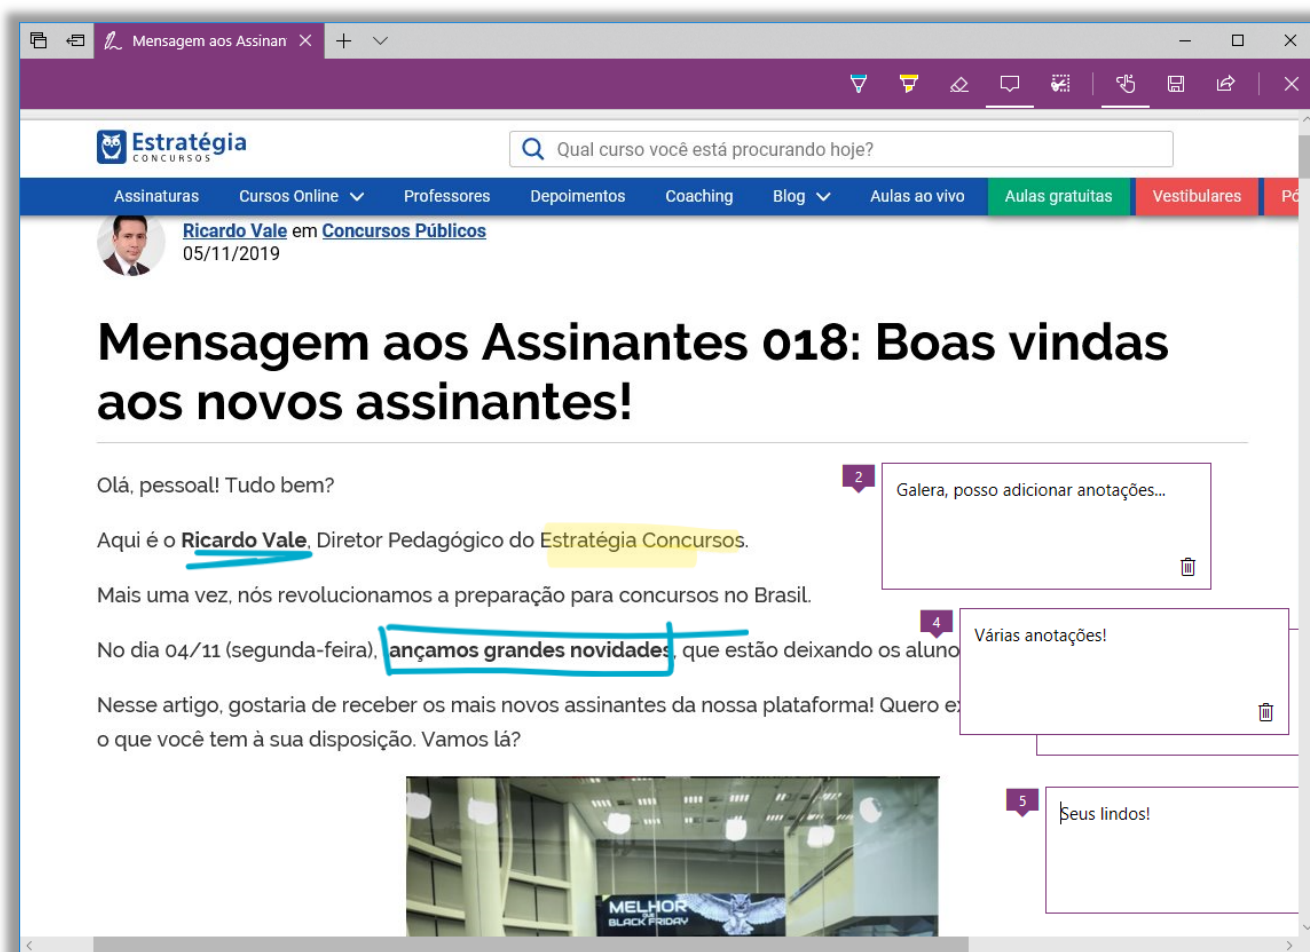 Mensagem aos Assinan
Estratégia
CONCURSOS
Qual curso você está procurando hoje?
Assinaturas Cursos Online Professores Depoimentos Coaching Blog Aulas ao vivo Aulas gratuitas Vestibulares Pó
Ricardo Vale em Concursos Públicos
05/11/2019
Mensagem aos Assinantes 018: Boas vindas
aos novos assinantes!
Olá, pessoal! Tudo bem?
2
Galera, posso adicionar anotações...
Aqui é o Ricardo Vale, Diretor Pedagógico do Estratégia Concursos.
Mais uma vez, nós revolucionamos a preparação para concursos no Brasil.
4
Várias anotações!
No dia 04/11 (segunda-feira), lançamos grandes novidades, que estão deixando os aluno
Nesse artigo, gostaria de receber os mais novos assinantes da nossa plataforma! Quero e
o que você tem à sua disposição. Vamos lá?
5
Seus lindos!
MELHOR
QUE
BLACK FRIDAY